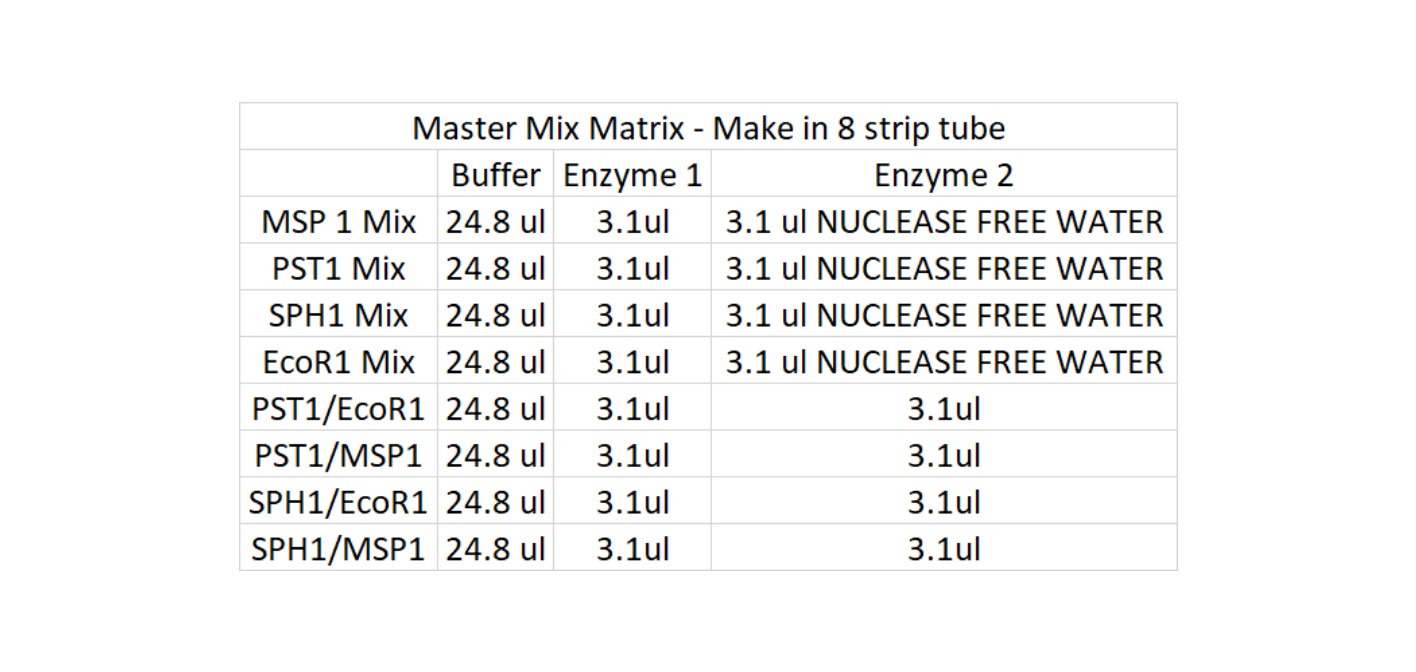 Master Mix Matrix - Make in 8 strip tube
Buffer Enzyme 1 Enzyme 2
MSP 1 Mix 24.8 ul 3.1ul 3.1 ul NUCLEASE FREE WATER
PST1 Mix 24.8 ul 3.1ul 3.1 ul NUCLEASE FREE WATER
SPH1 Mix 24.8 ul 3.1ul 3.1 ul NUCLEASE FREE WATER
EcoR1 Mix 24.8 ul 3.1ul 3.1 ul NUCLEASE FREE WATER
PST1/EcoR1 24.8 ul 3.1ul 3.1ul
PST1/MSP1 24.8 ul 3.1ul 3.1ul
SPH1/EcoR1 24.8 ul 3.1ul 3.1ul
SPH1/MSP1 24.8 ul 3.1ul 3.1ul